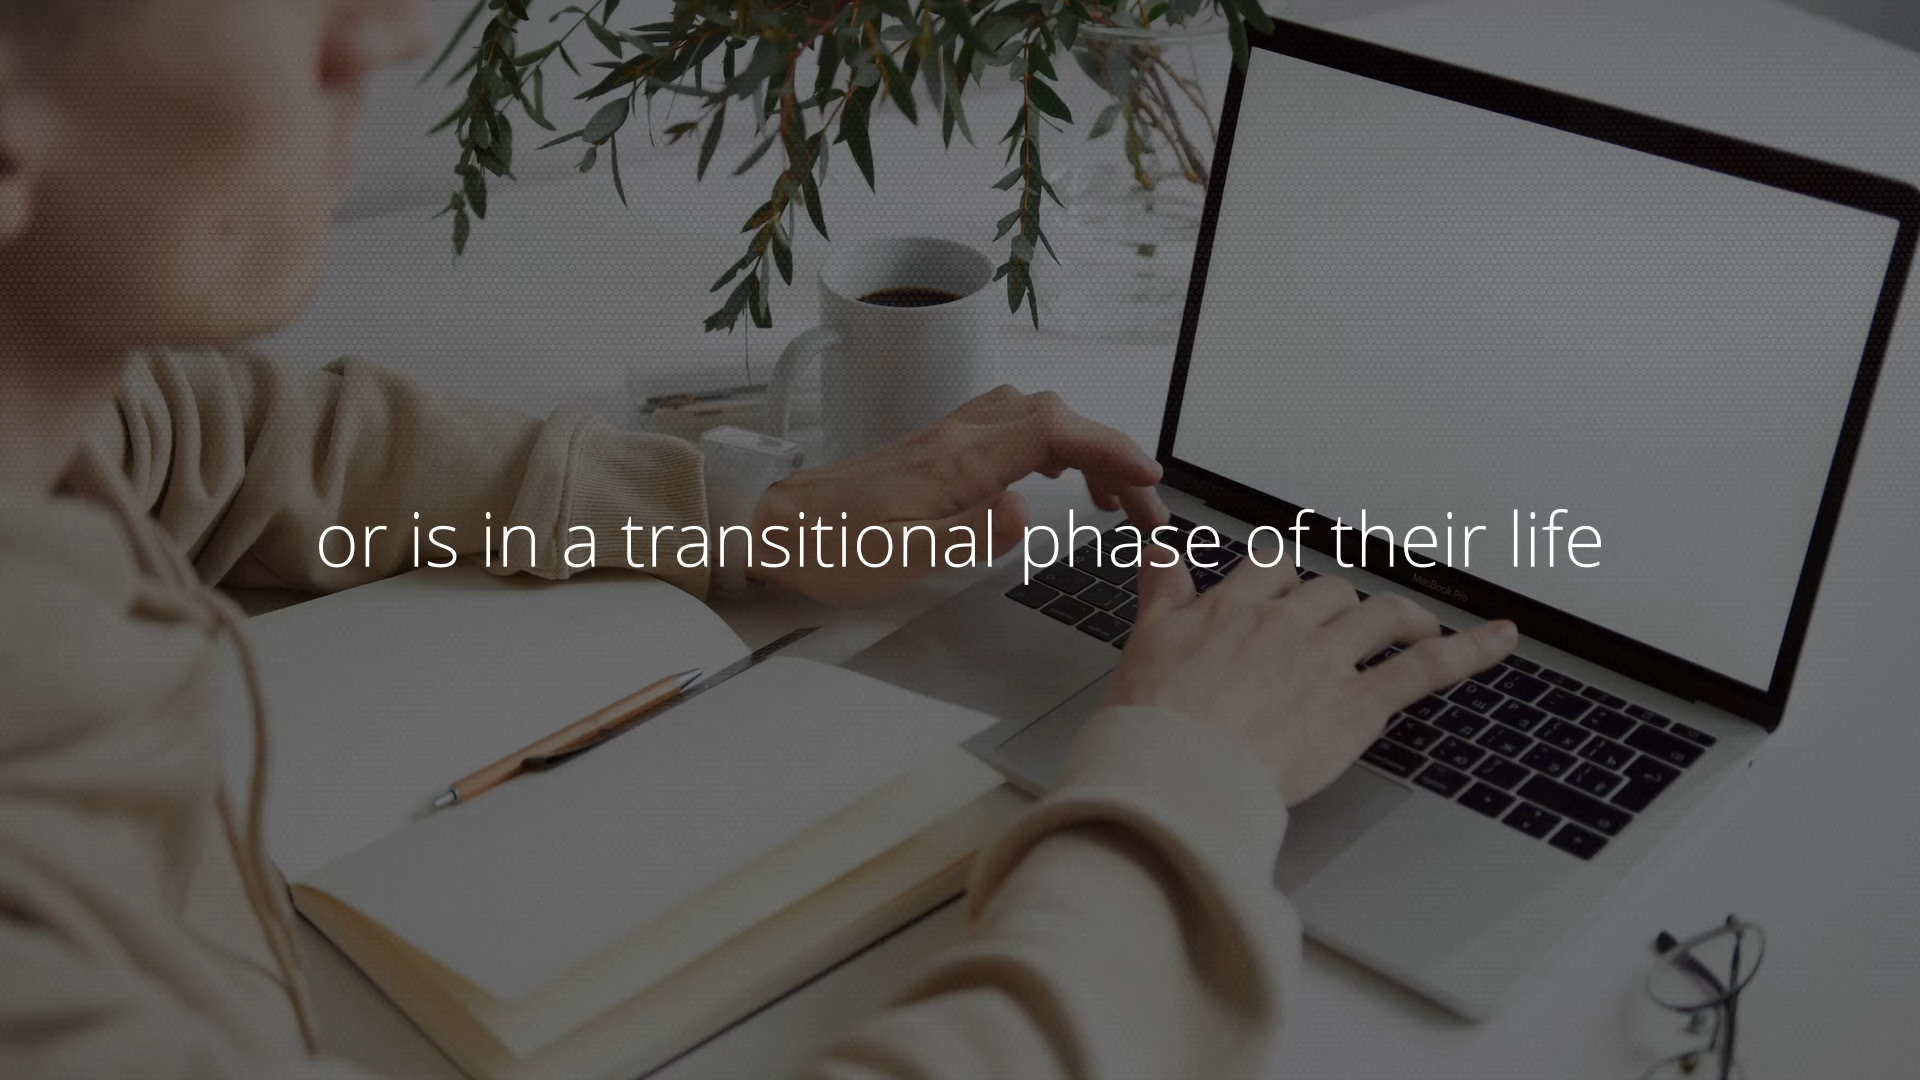 or is in a transitional phase of their life
MacBook Pro